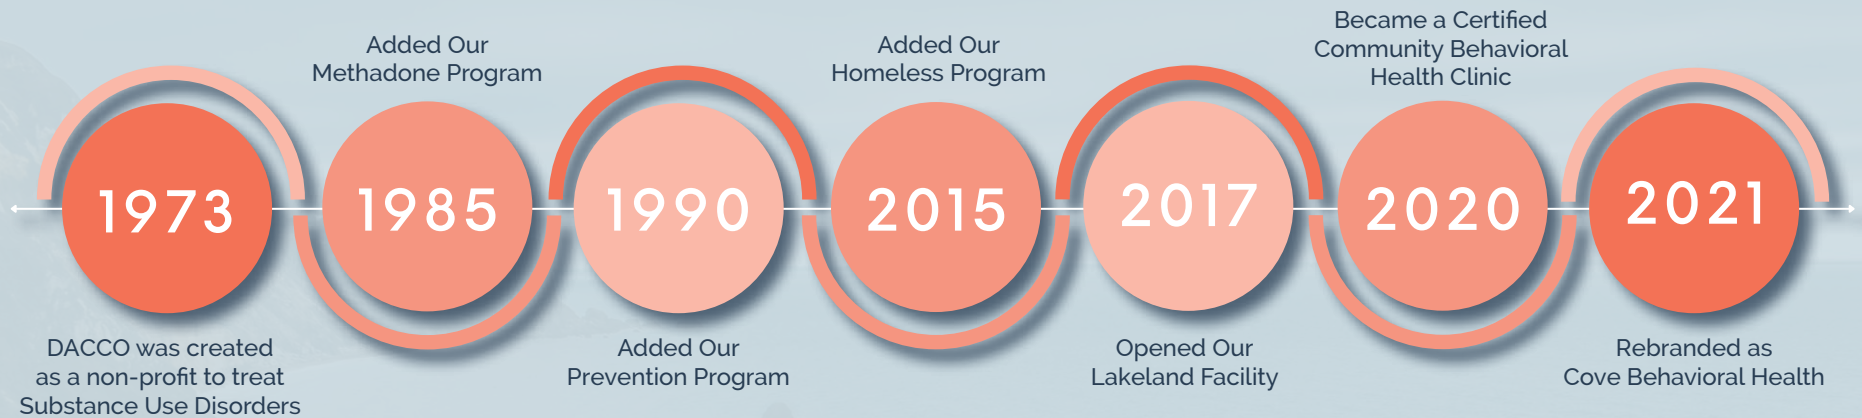 1973
DACCO was created
as a non-profit to treat
Substance Use Disorders
Added Our
Methadone Program
1985
1990
Added Our
Prevention Program
Added Our
Homeless Program
2015
2017
Opened Our
Lakeland Facility
Became a Certified
Community Behavioral
Health Clinic
2020
2021
Rebranded as
Cove Behavioral Health